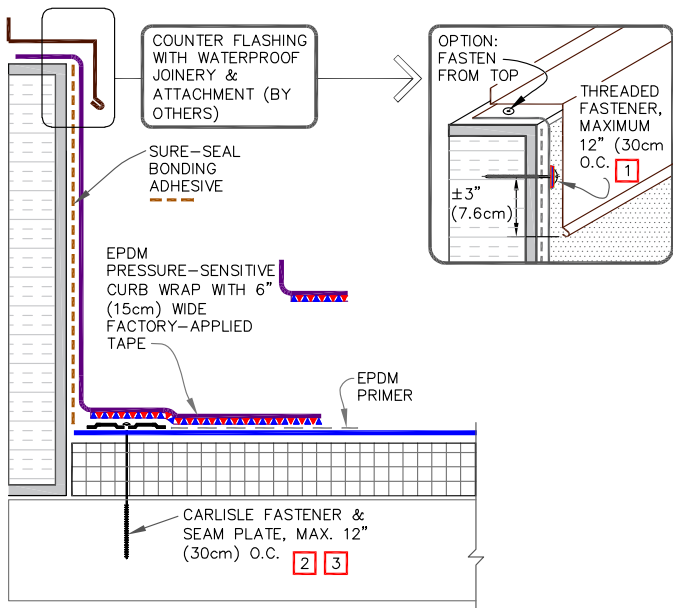 COUNTER FLASHING
WITH WATERPROOF
JOINERY &
ATTACHMENT (BY
OTHERS)
OPTION:
FASTEN
FROM TOP
THREADED
FASTENER,
MAXIMUM
12" (30cm
O.C. 1
±3"
(7.6cm)
SURE-SEAL
BONDING
ADHESIVE
EPDM
PRESSURE-SENSITIVE
CURB WRAP WITH 6"
(15cm) WIDE
FACTORY-APPLIED
TAPE
EPDM
PRIMER
CARLISLE FASTENER &
SEAM PLATE, MAX. 12"
(30cm) O.C. 2 3